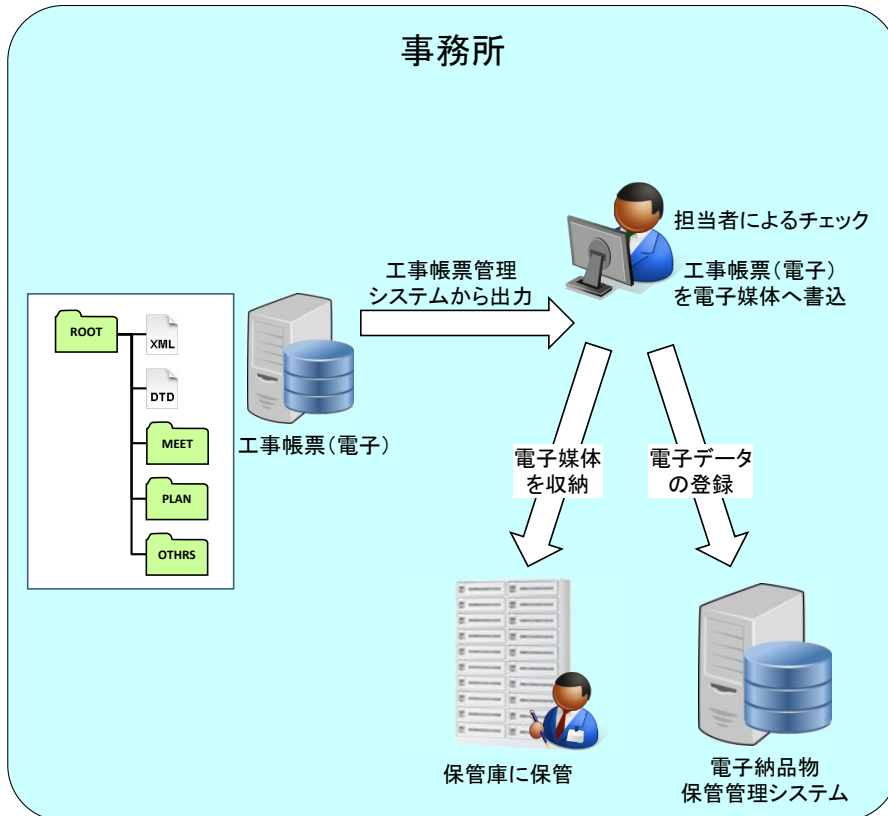 事務所
担当者によるチェック
工事帳票(電子)
を電子媒体へ書込
工事帳票管理
システムから出力
ROOT
XML
DTD
MEET
PLAN
OTHRS
工事帳票(電子)
電子媒体
を収納
電子データ
の登録
保管庫に保管
電子納品物
保管管理システム